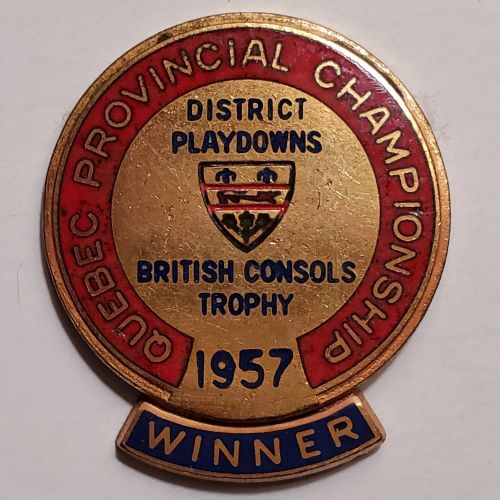 QUEBEC PROVINCIAL CHAMPIONSHIP
DISTRICT
PLAYDOWNS
BRITISH CONSOLS
TROPHY
1957
WINNER